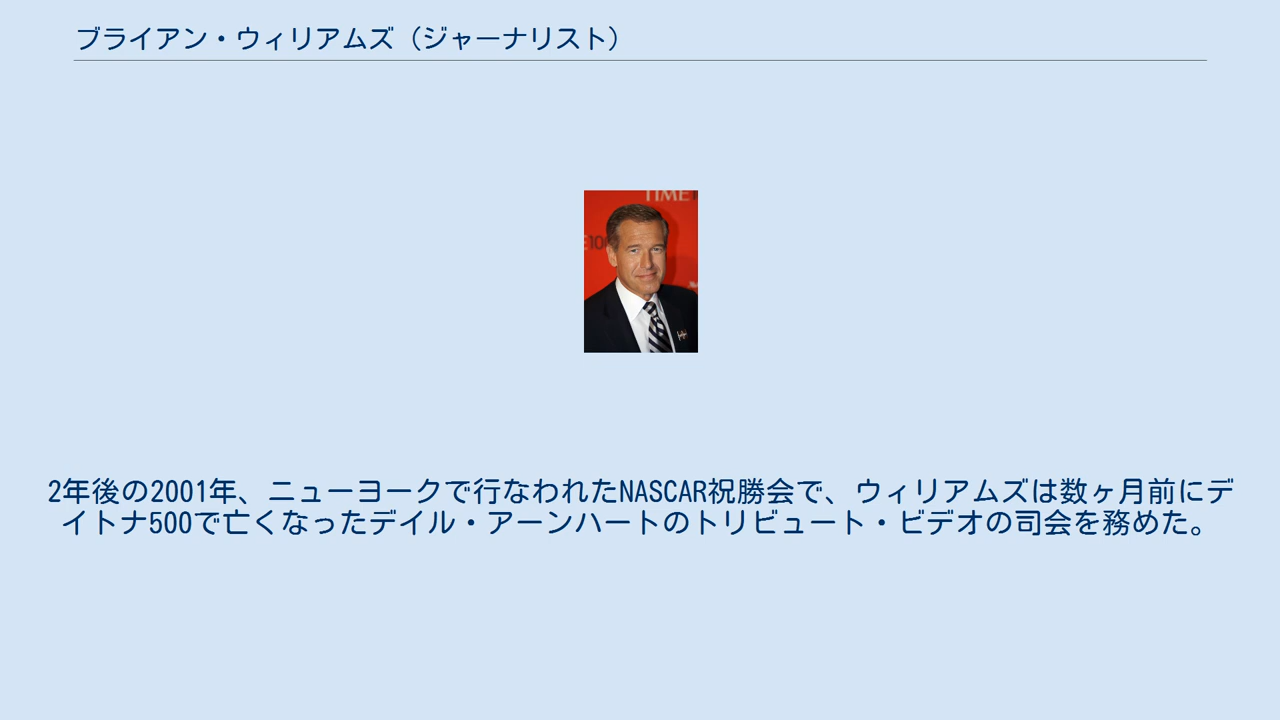 ブライアン・ウィリアムズ（ジャーナリスト）
TIME
100
2年後の2001年、ニューヨークで行なわれたNASCAR祝勝会で、ウィリアムズは数ヶ月前にデ
イトナ500で亡くなったデイル・アーンハートのトリビュート・ビデオの司会を務めた。